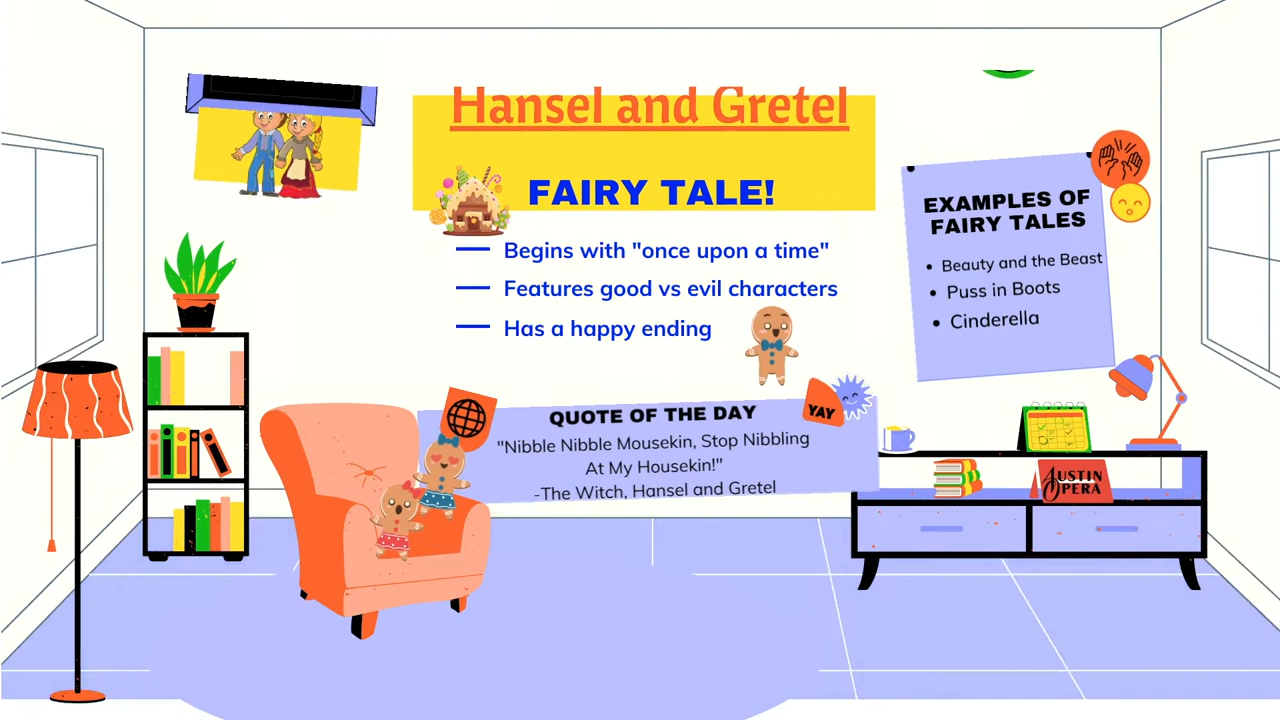 Hansel and Gretel
FAIRY TALE!
Begins with "once upon a time"
Features good vs evil characters
Has a happy ending
EXAMPLES OF
FAIRY TALES
Beauty and the Beast
Puss in Boots
Cinderella
YAY
QUOTE OF THE DAY
"Nibble Nibble Mousekin, Stop Nibbling
At My Housekin!"
-The Witch, Hansel and Gretel
AUSTIN
OPERA